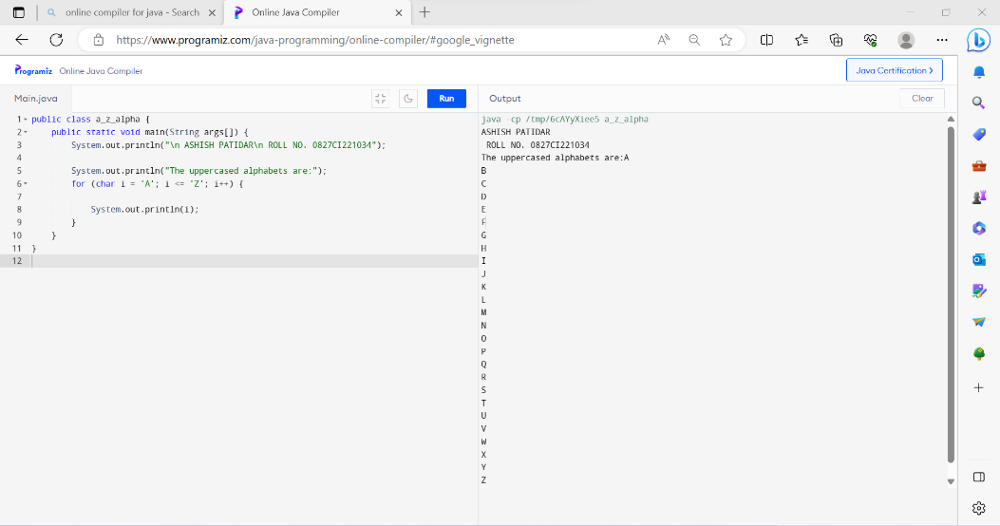 online compiler for java - Search
Online Java Compiler
https://www.programiz.com/java-programming/online-compiler/#google_vignette
Programiz Online Java Compiler
Java Certification >
Main.java
Run
Output
Clear
1 public class a_z_alpha {
2 public static void main(String args[]) {
3 System.out.println("\n ASHISH PATIDAR\n ROLL NO. 0827CI221034");
4
5 System.out.println("The uppercased alphabets are:");
6 for (char i = 'A'; i <= 'Z'; i++) {
7
8 System.out.println(i);
9 }
10 }
11 }
12
java -cp /tmp/6cAYyXiee5 a_z_alpha
ASHISH PATIDAR
ROLL NO. 0827CI221034
The uppercased alphabets are:A
B
C
D
E
F
G
H
I
J
K
L
M
N
O
P
Q
R
S
T
U
V
W
X
Y
Z